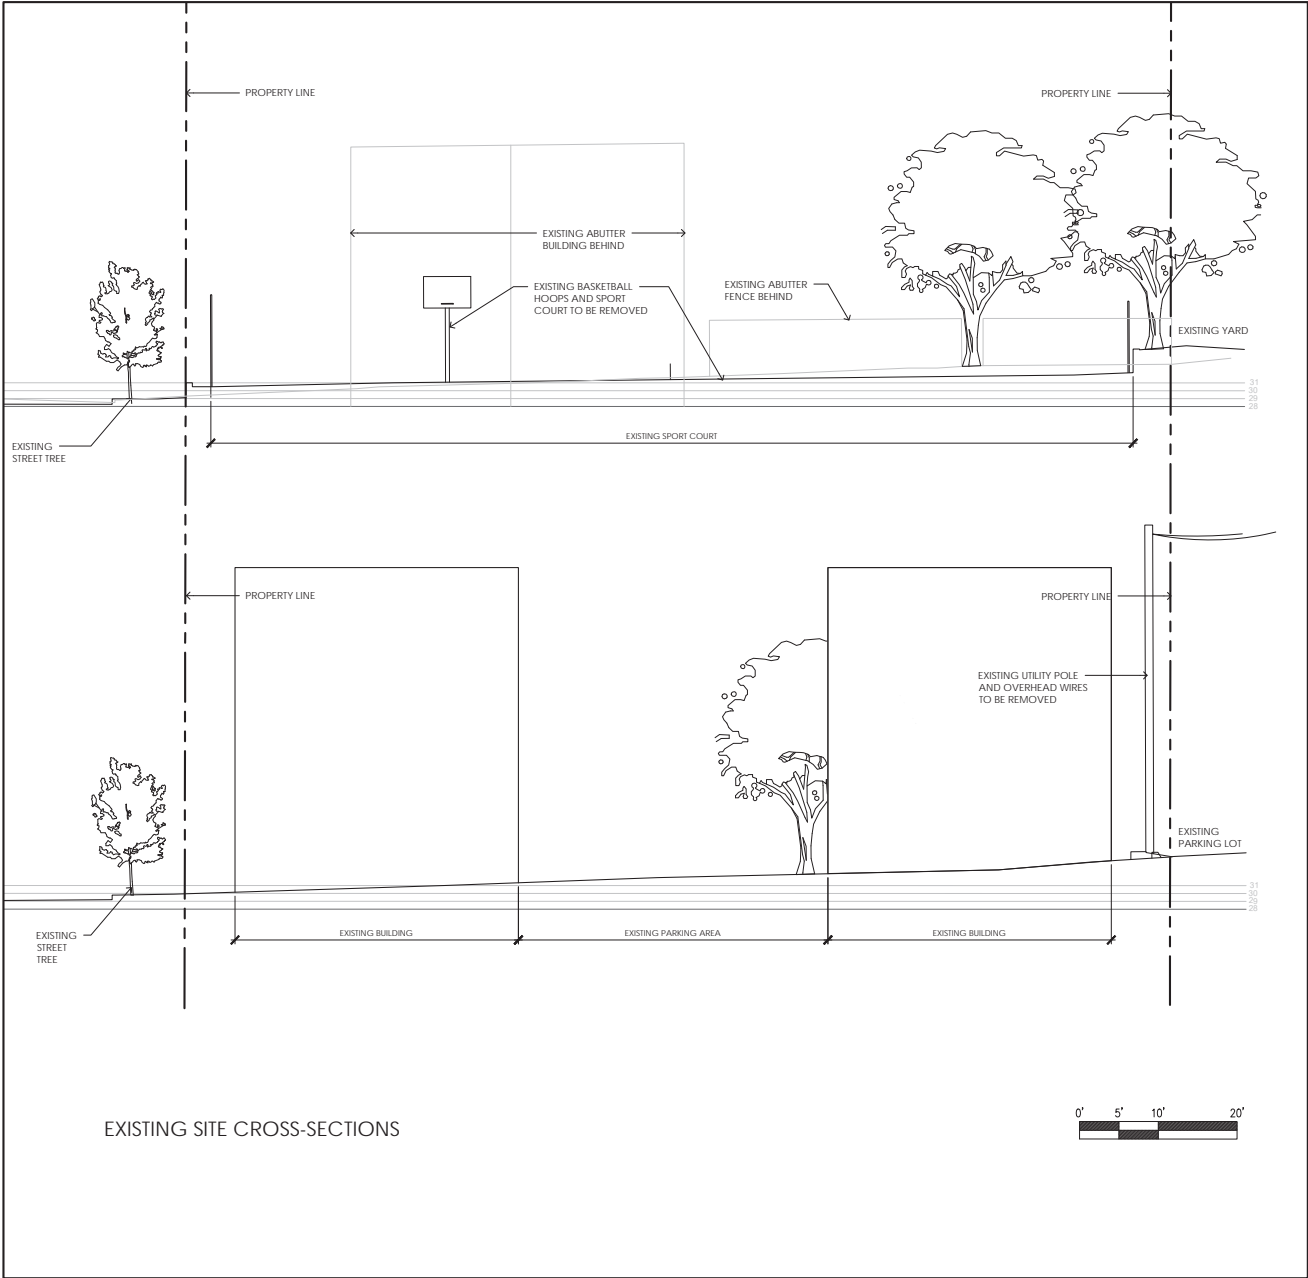 PROPERTY LINE
PROPERTY LINE
EXISTING ABUTTER
BUILDING BEHIND
EXISTING BASKETBALL
HOOPS AND SPORT
COURT TO BE REMOVED
EXISTING ABUTTER
FENCE BEHIND
EXISTING YARD
31
30
29
28
EXISTING
STREET TREE
EXISTING SPORT COURT
PROPERTY LINE
PROPERTY LINE
EXISTING UTILITY POLE
AND OVERHEAD WIRES
TO BE REMOVED
EXISTING
PARKING LOT
31
30
29
28
EXISTING
STREET
TREE
EXISTING BUILDING
EXISTING PARKING AREA
EXISTING BUILDING
EXISTING SITE CROSS-SECTIONS
0' 5' 10' 20'